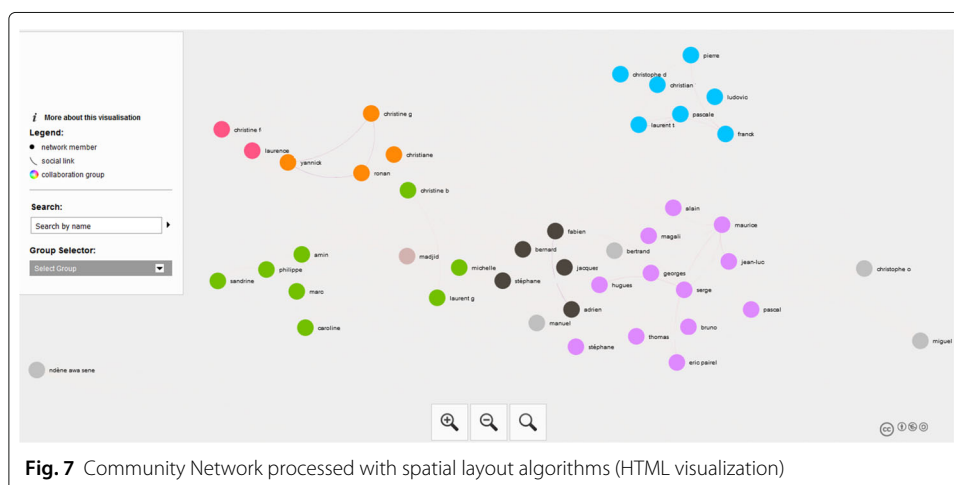 i More about this visualisation
Legend:
network member
social link
collaboration group
Search:
Search by name
Group Selector:
Select Group
pierre
christophe d
christian
ludovic
pascale
laurent t
franck
christine g
christine f
laurence
yannick
christiane
ronan
christine b
alain
maurice
fabien
magali
bernard
bertrand
amin
madjid
michelle
jacques
jean-luc
philippe
georges
christophe o
sandrine
stéphane
hugues
serge
marc
laurent g
adrien
pascal
manuel
bruno
caroline
thomas
miguel
stéphane
eric pairel
ndène awa sene
cc
Fig. 7 Community Network processed with spatial layout algorithms (HTML visualization)